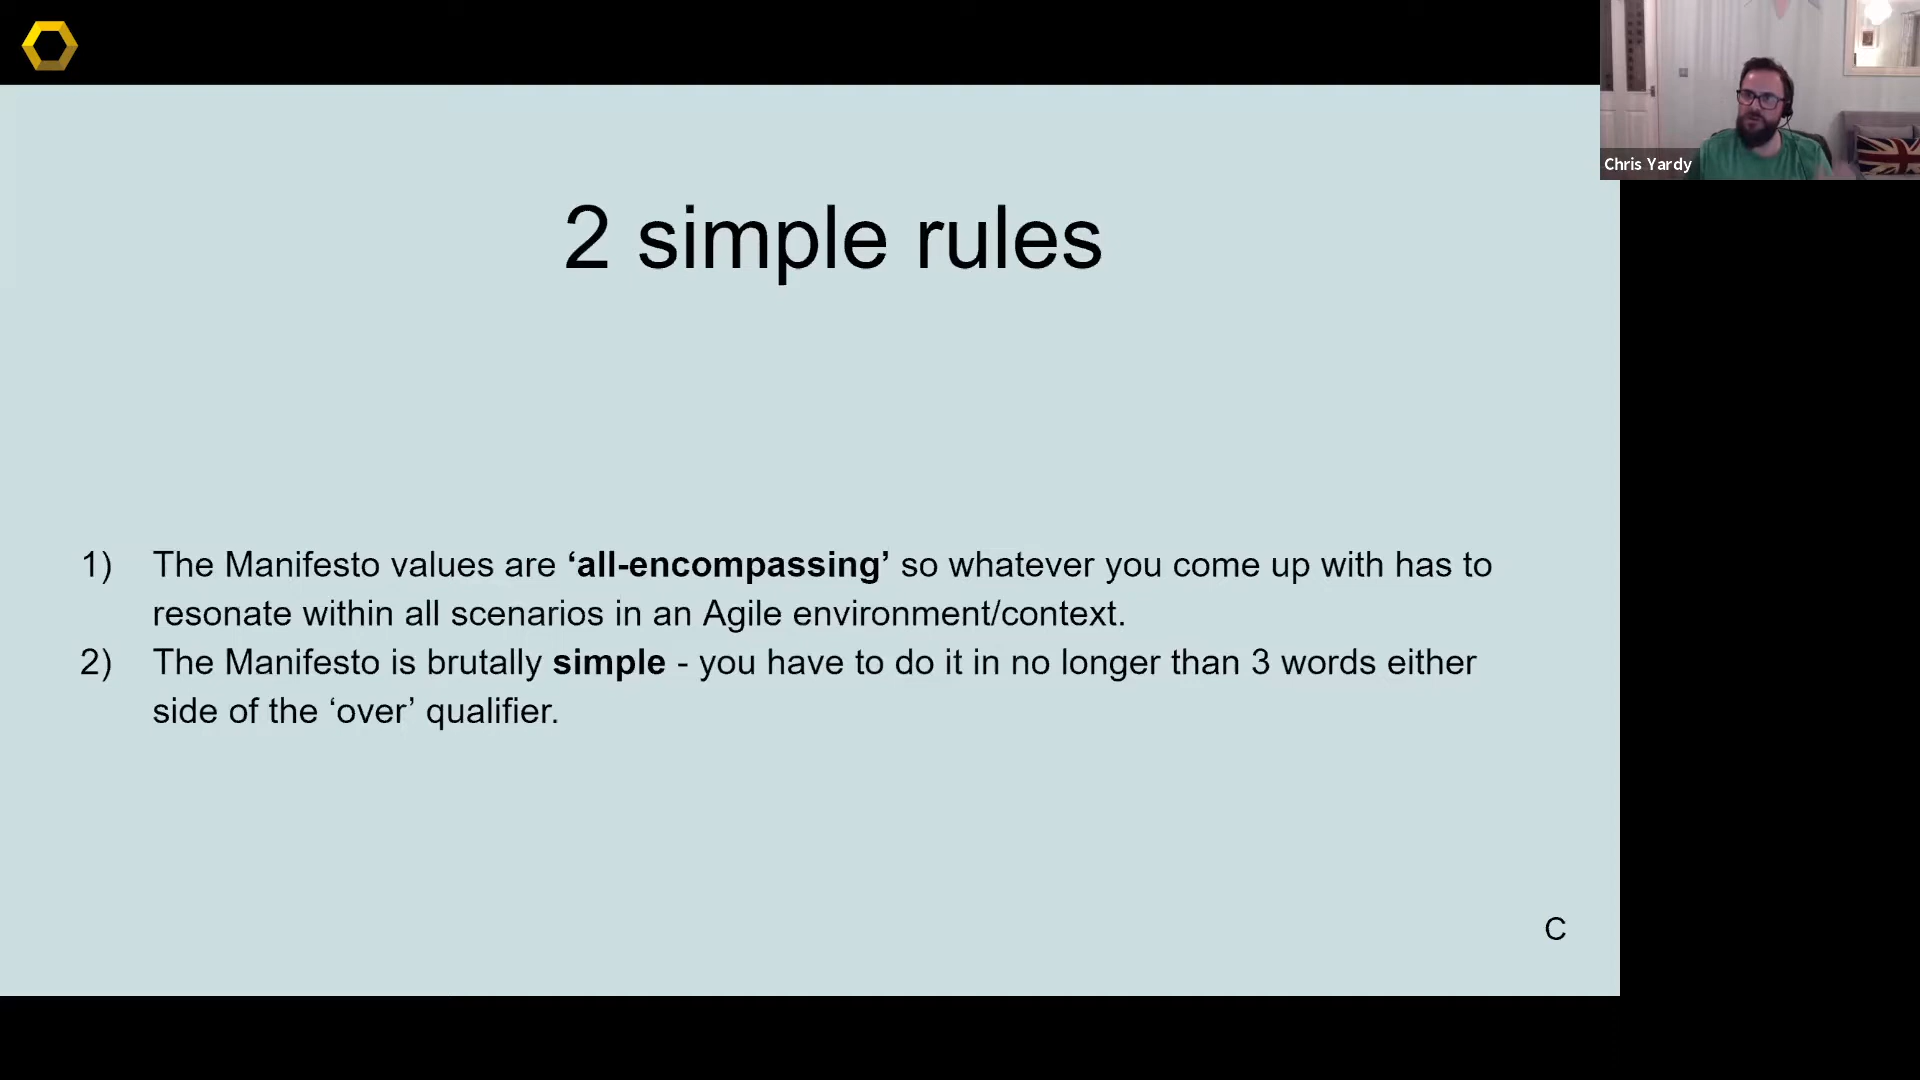 Chris Yardy
2 simple rules
1) The Manifesto values are ‘all-encompassing’ so whatever you come up with has to
resonate within all scenarios in an Agile environment/context.
2) The Manifesto is brutally simple - you have to do it in no longer than 3 words either
side of the ‘over’ qualifier.
C